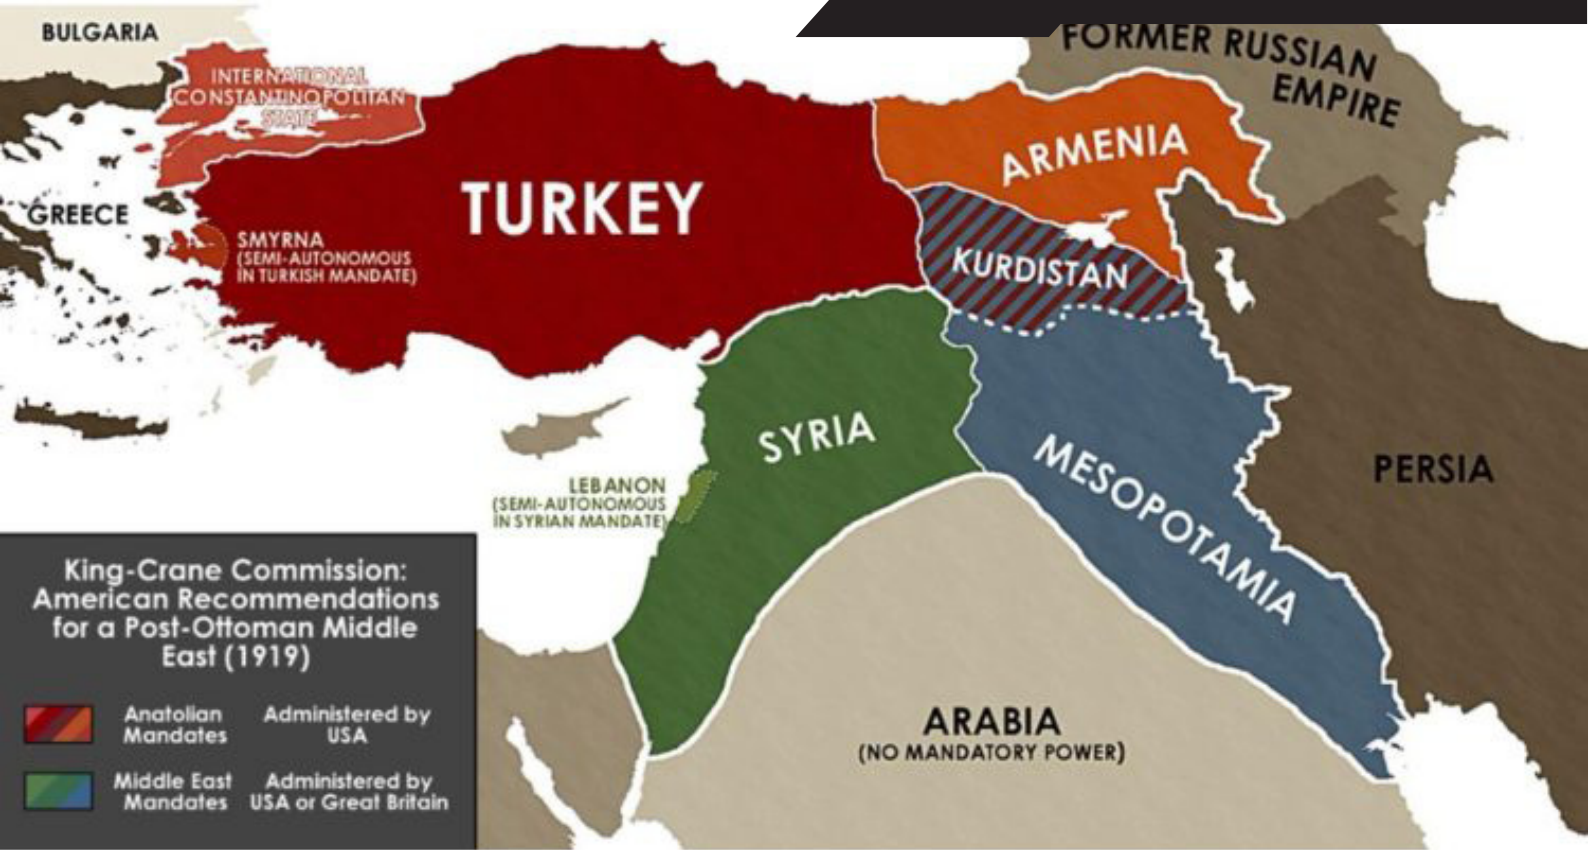 BULGARIA
INTERNATIONAL
CONSTANTINOPOLITAN
STATE
FORMER RUSSIAN
EMPIRE
ARMENIA
TURKEY
GREECE
SMYRNA
(SEMI-AUTONOMOUS
IN TURKISH MANDATE)
KURDISTAN
SYRIA
MESOPOTAMIA
PERSIA
LEBANON
(SEMI-AUTONOMOUS
IN SYRIAN MANDATE)
ARABIA
(NO MANDATORY POWER)
King-Crane Commission:
American Recommendations
for a Post-Ottoman Middle
East (1919)
Anatolian
Mandates
Administered by
USA
Middle East
Mandates
Administered by
USA or Great Britain